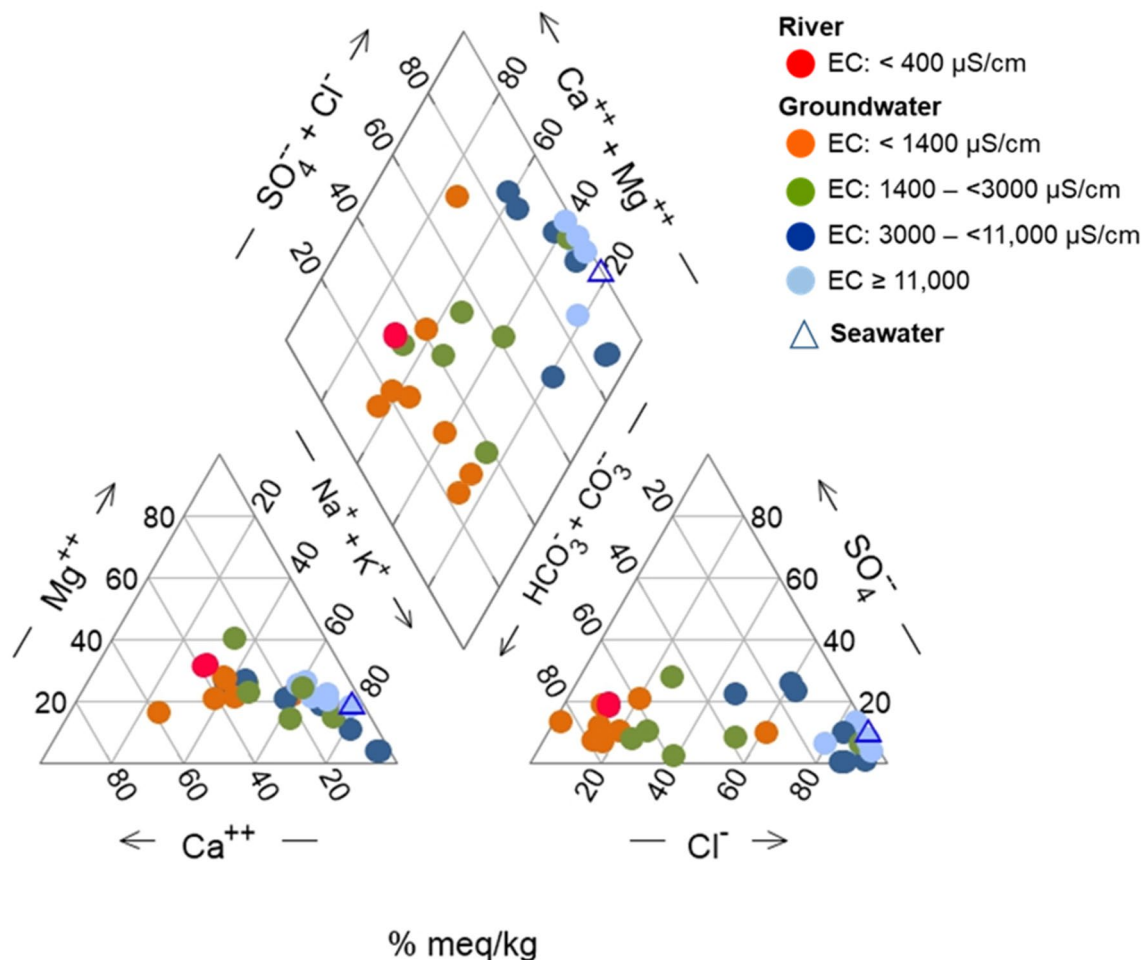 River
EC: < 400 µS/cm
Groundwater
EC: < 1400 µS/cm
EC: 1400 – <3000 µS/cm
EC: 3000 – <11,000 µS/cm
EC ≥ 11,000
Seawater
SO4-- + Cl-
Ca++ + Mg++
80
60
40
20
80
60
40
20
Na+ + K+
HCO3- + CO3--
Mg++
80
60
40
20
20
40
60
80
80
60
40
20
Ca++
20
40
60
80
80
60
40
20
SO4--
20
40
60
80
Cl-
% meq/kg